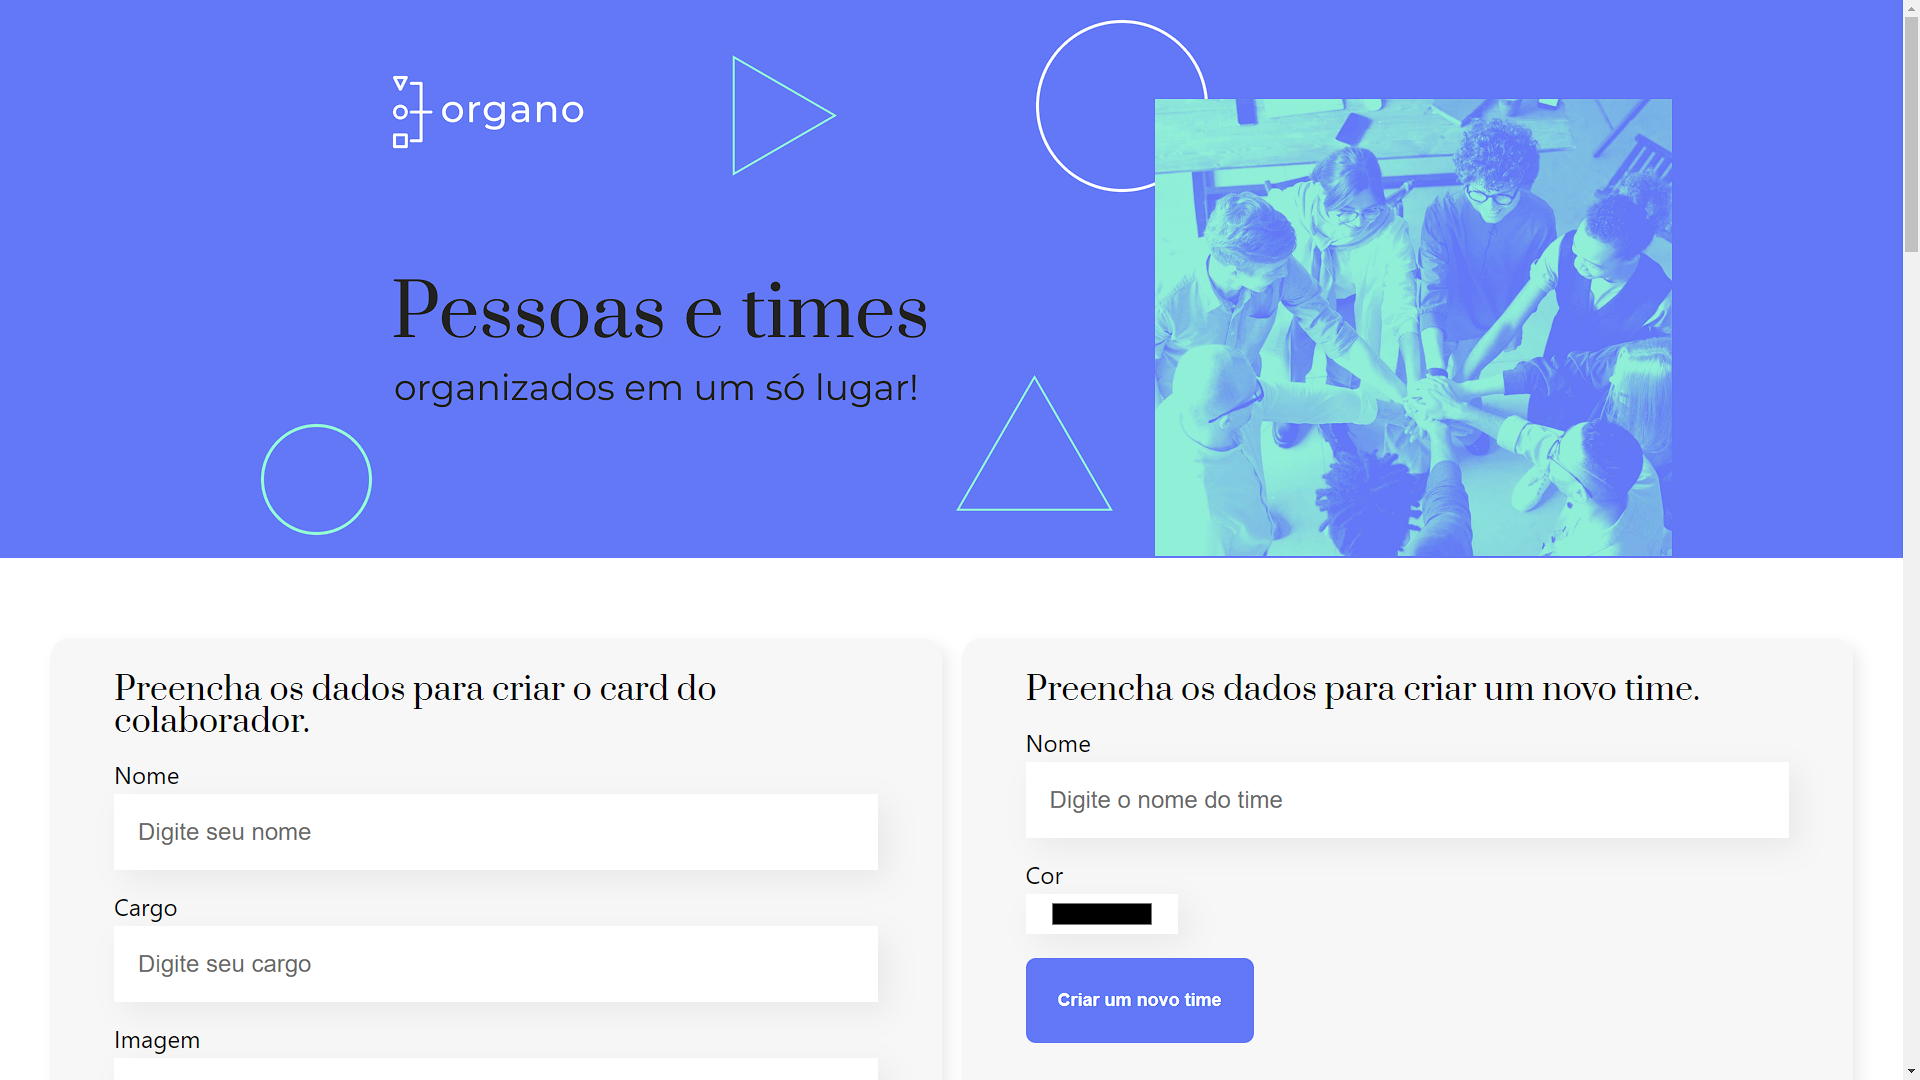 organo
Pessoas e times
organizados em um só lugar!
Preencha os dados para criar o card do
colaborador.
Nome
Digite seu nome
Cargo
Digite seu cargo
Imagem
Preencha os dados para criar um novo time.
Nome
Digite o nome do time
Cor
Criar um novo time